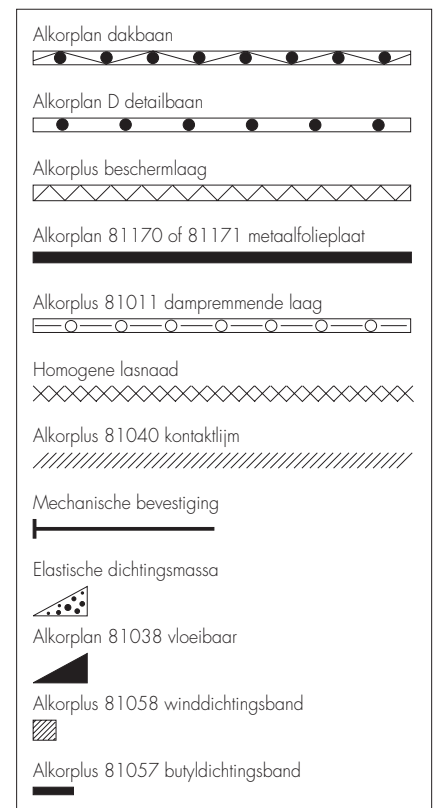 Alkorplan dakbaan
Alkorplan D detailbaan
Alkorplus beschermlaag
Alkorplan 81170 of 81171 metaalfolieplaat
Alkorplus 81011 dampremmende laag
Homogene lasnaad
Alkorplus 81040 kontaktlijm
Mechanische bevestiging
Elastische dichtingsmassa
Alkorplan 81038 vloeibaar
Alkorplus 81058 winddichtingsband
Alkorplus 81057 butyldichtingsband